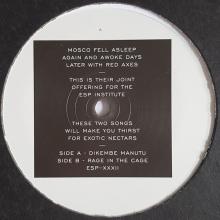 MOSCO FELL ASLEEP
AGAIN AND AWOKE DAYS
LATER WITH RED AXES
THIS IS THEIR JOINT
OFFERING FOR THE
ESP INSTITUTE
THESE TWO SONGS
WILL MAKE YOU THIRST
FOR EXOTIC NECTARS
SIDE A - DIKEMBE MANUTU
SIDE B - RAGE IN THE CAGE
ESP-XXXII